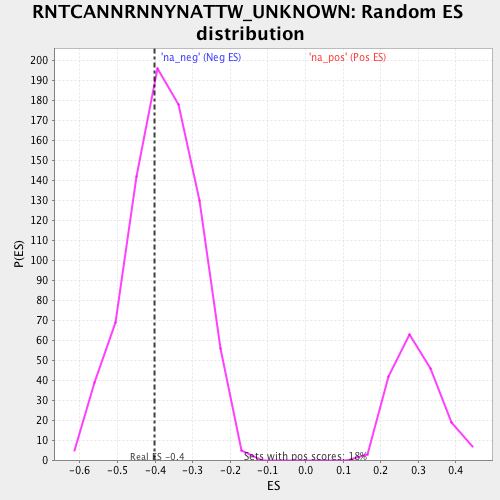 RNTCANNRNNYNATTW_UNKNOWN: Random ES
distribution
'na_neg' (Neg ES)
'na_pos' (Pos ES)
200
190
180
170
160
150
140
130
120
110
100
90
80
70
60
50
40
30
20
10
0
P(ES)
Real ES -0.4
Sets with pos scores: 18%
-0.6 -0.5 -0.4 -0.3 -0.2 -0.1 0.0 0.1 0.2 0.3 0.4
ES